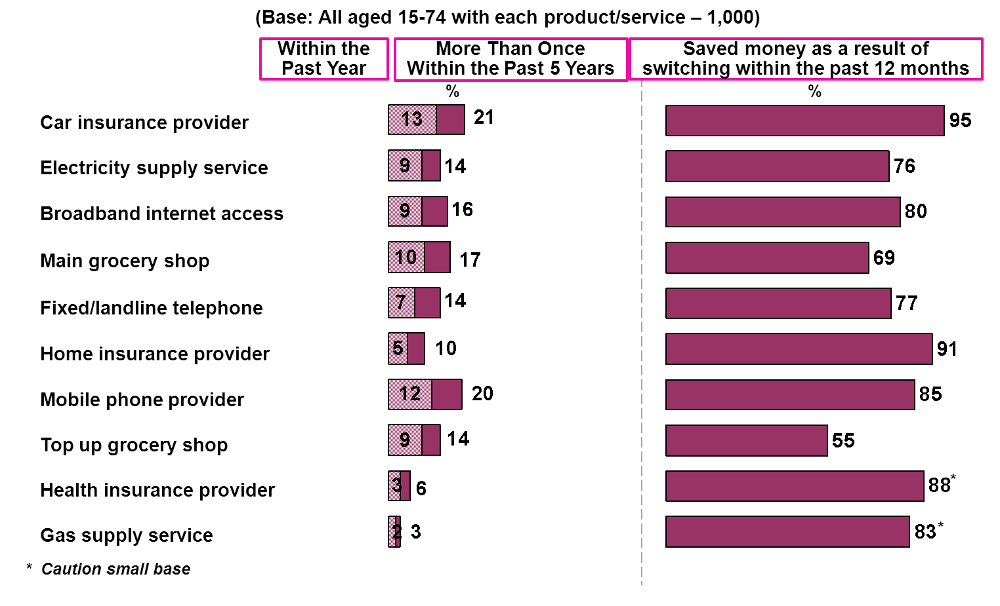 (Base: All aged 15-74 with each product/service – 1,000)
Within the
Past Year
More Than Once
Within the Past 5 Years
Saved money as a result of
switching within the past 12 months
%
%
Car insurance provider 13 21 95
Electricity supply service 9 14 76
Broadband internet access 9 16 80
Main grocery shop 10 17 69
Fixed/landline telephone 7 14 77
Home insurance provider 5 10 91
Mobile phone provider 12 20 85
Top up grocery shop 9 14 55
Health insurance provider 3 6 88*
Gas supply service 2 3 83*
* Caution small base